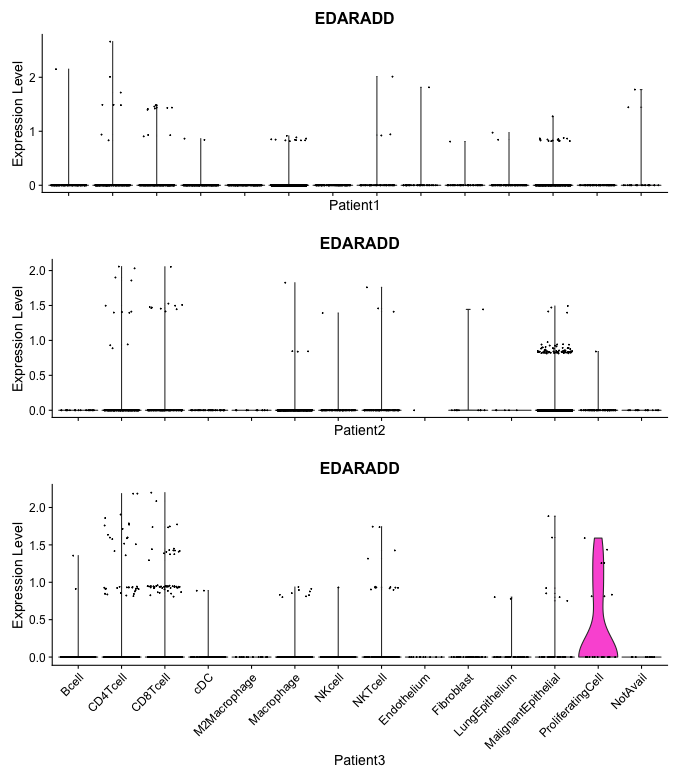 EDARADD
Expression Level
2
1
0
Patient1
EDARADD
Expression Level
2.0
1.5
1.0
0.5
0.0
Patient2
EDARADD
Expression Level
2.0
1.5
1.0
0.5
0.0
Bcell
CD4Tcell
CD8Tcell
cDC
M2Macrophage
Macrophage
NKcell
NKTcell
Endothelium
Fibroblast
LungEpithelium
MalignantEpithelial
ProliferatingCell
NotAvail
Patient3